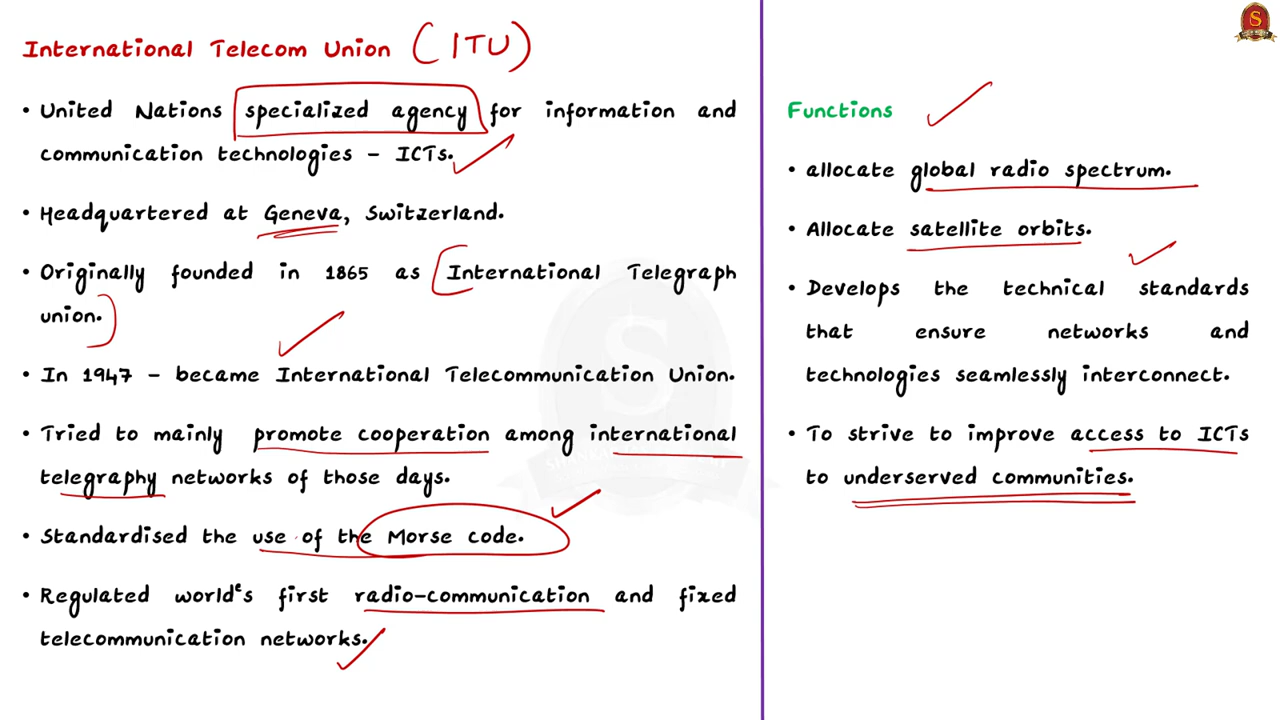 International Telecom Union (ITU)
• United Nations specialized agency for information and
communication technologies – ICTs.
• Headquartered at Geneva, Switzerland.
• Originally founded in 1865 as International Telegraph
union.
• In 1947 – became International Telecommunication Union.
• Tried to mainly promote cooperation among international
telegraphy networks of those days.
• Standardised the use of the Morse code.
• Regulated world's first radio-communication and fixed
telecommunication networks.
Functions
• allocate global radio spectrum.
• Allocate satellite orbits.
• Develops the technical standards
that ensure networks and
technologies seamlessly interconnect.
• To strive to improve access to ICTs
to underserved communities.